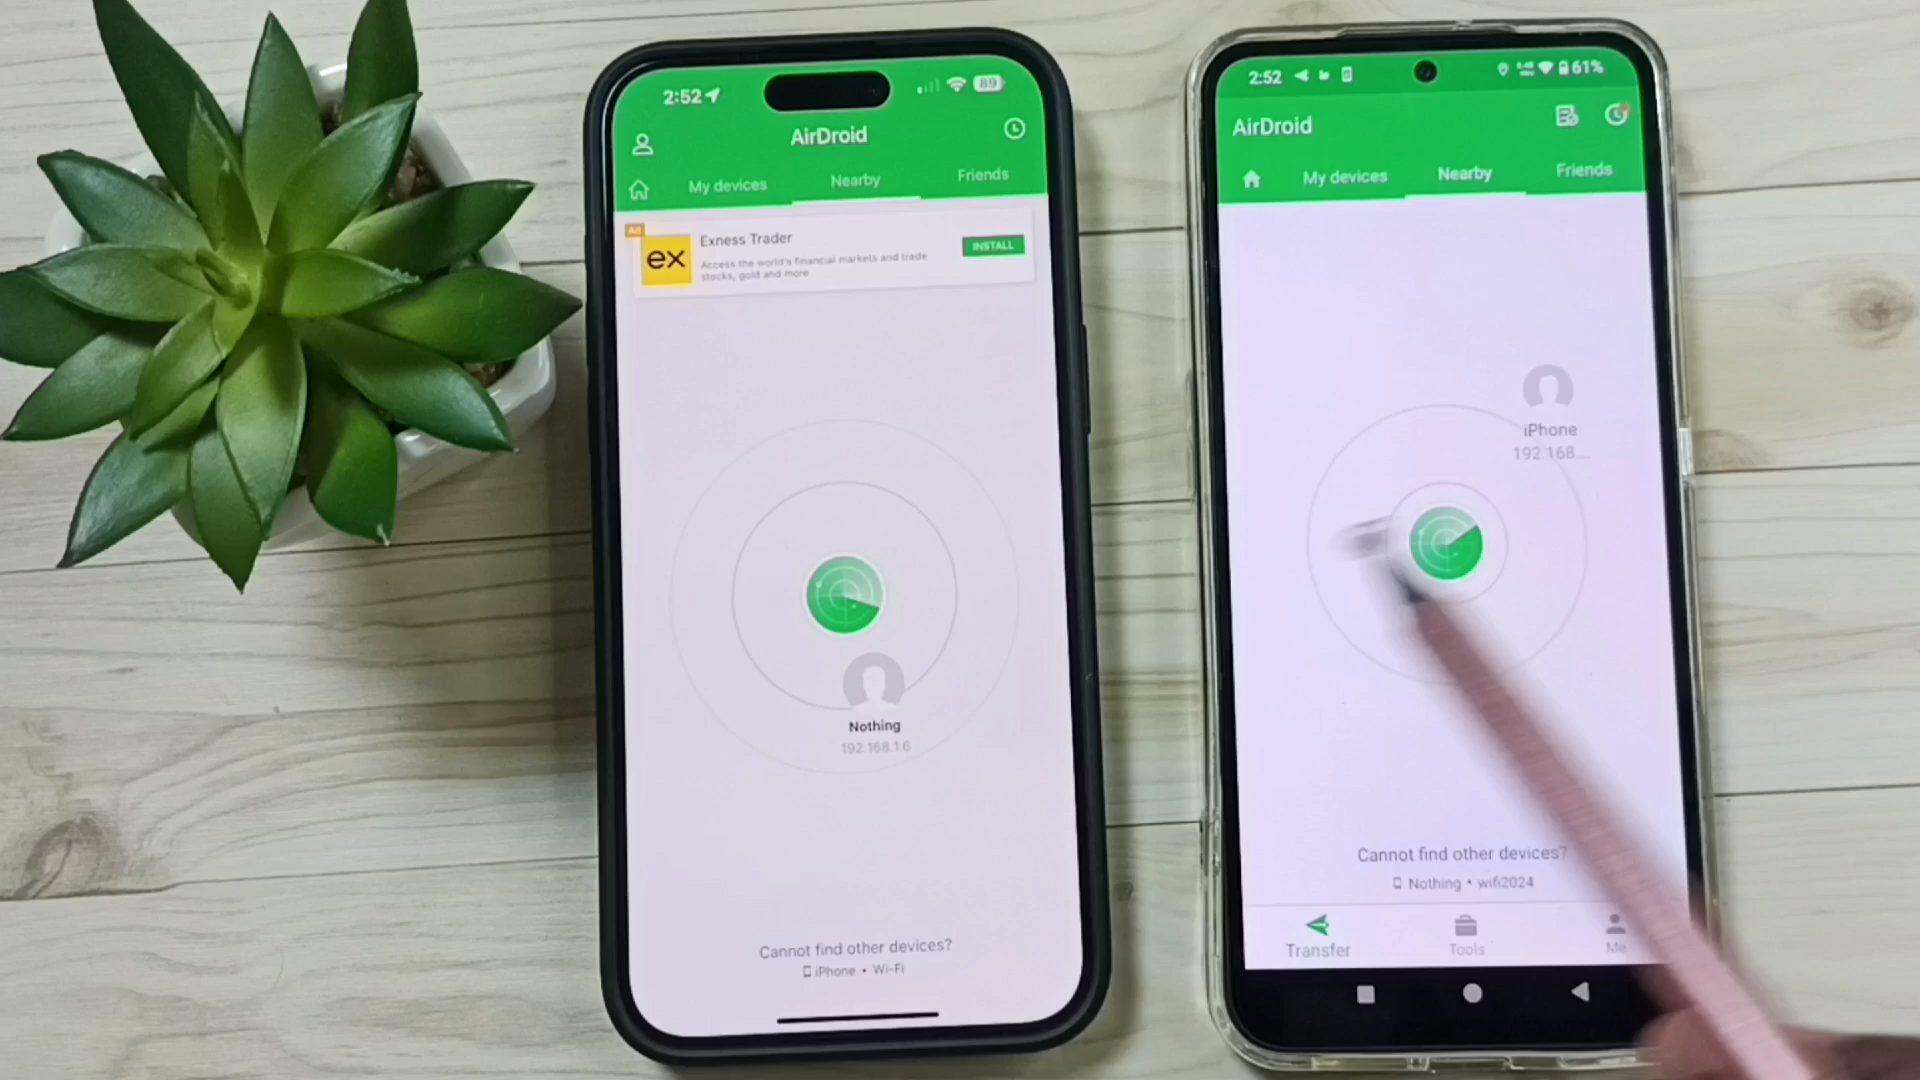 2:52
89
AirDroid
My devices
Nearby
Friends
Ad
ex
Exness Trader
INSTALL
Access the world's financial markets and trade
stocks, gold and more
Nothing
192.168.1.6
Cannot find other devices?
iPhone • Wi-Fi
2:52
61%
AirDroid
My devices
Nearby
Friends
iPhone
192.168....
Cannot find other devices?
Nothing • wifi2024
Transfer
Tools
Me